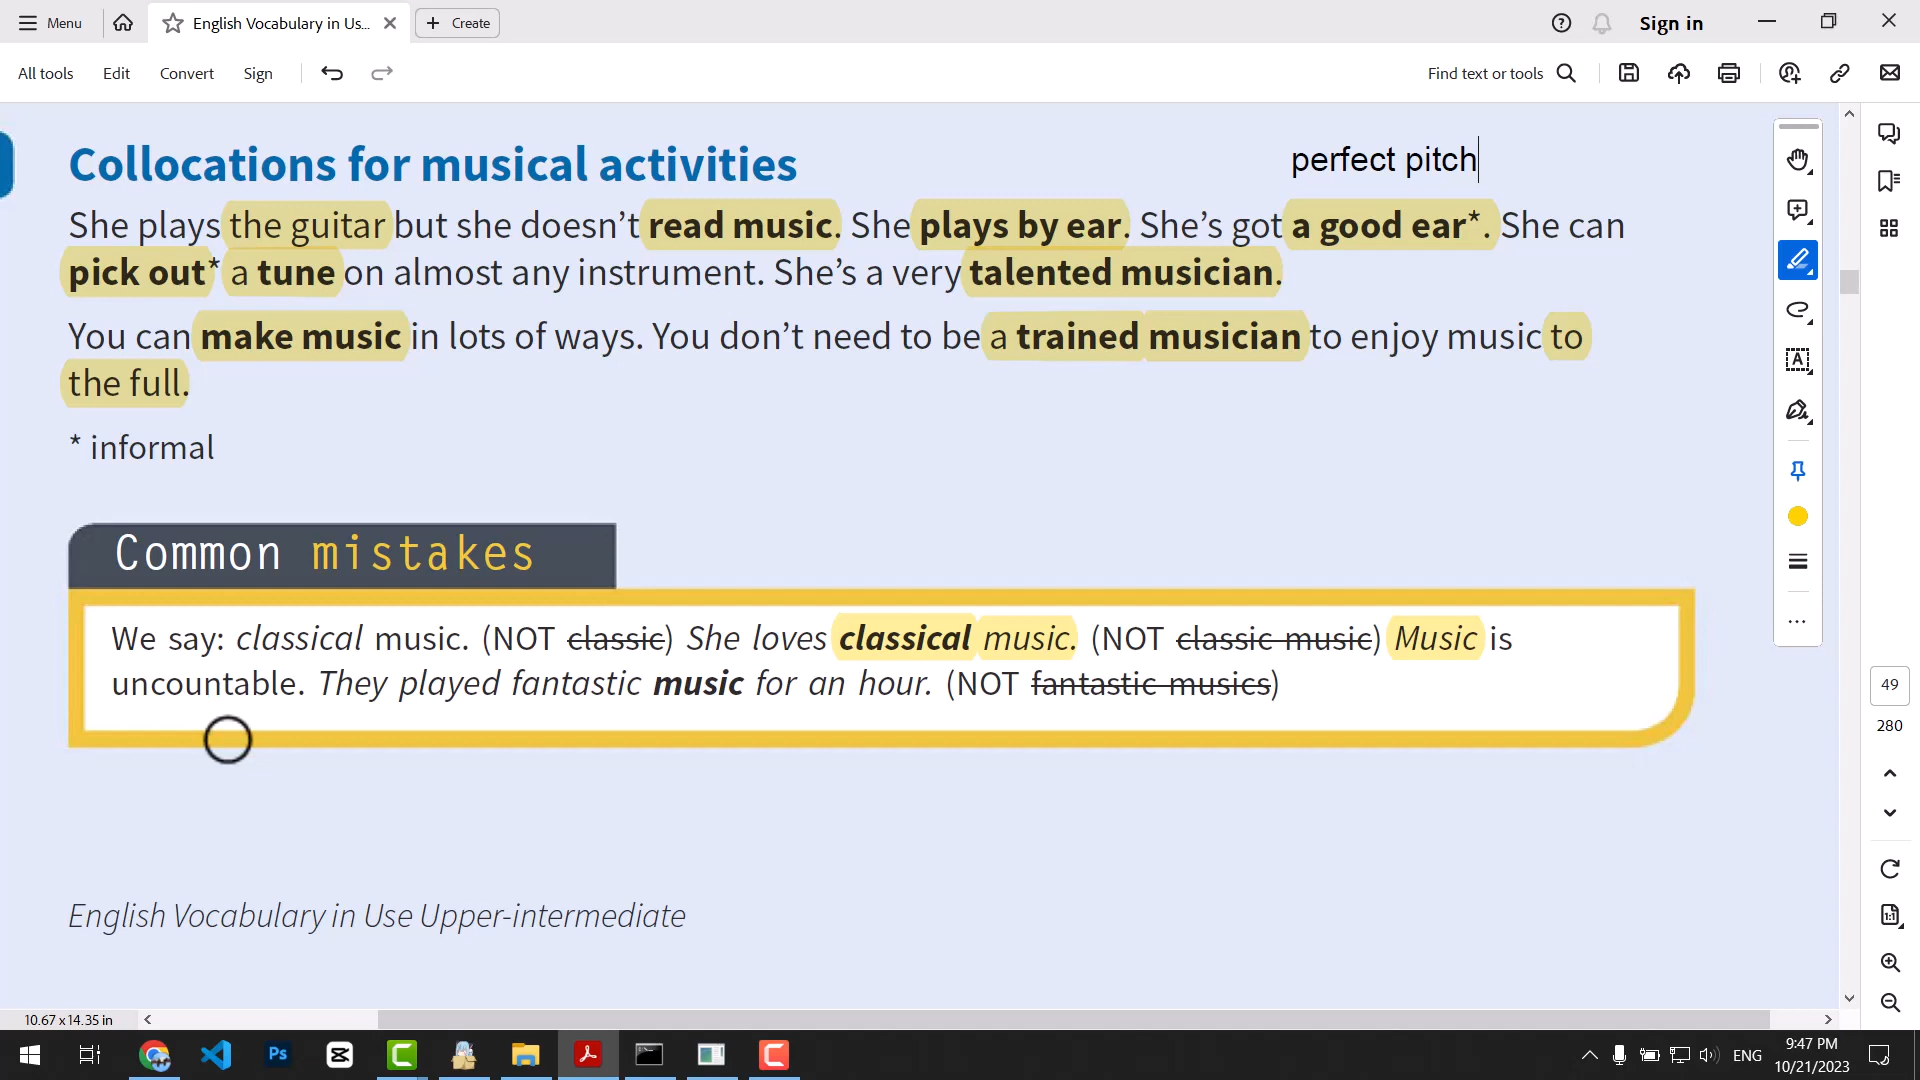 Menu
English Vocabulary in Us...
Create
Sign in
All tools
Edit
Convert
Sign
Find text or tools
Collocations for musical activities
perfect pitch
She plays the guitar but she doesn't read music. She plays by ear. She's got a good ear*. She can
pick out* a tune on almost any instrument. She's a very talented musician.
You can make music in lots of ways. You don't need to be a trained musician to enjoy music to
the full.
* informal
Common mistakes
We say: classical music. (NOT classic) She loves classical music. (NOT classic music) Music is
uncountable. They played fantastic music for an hour. (NOT fantastic musics)
49
280
English Vocabulary in Use Upper-intermediate
10.67 x 14.35 in
Ps
ENG
9:47 PM
10/21/2023